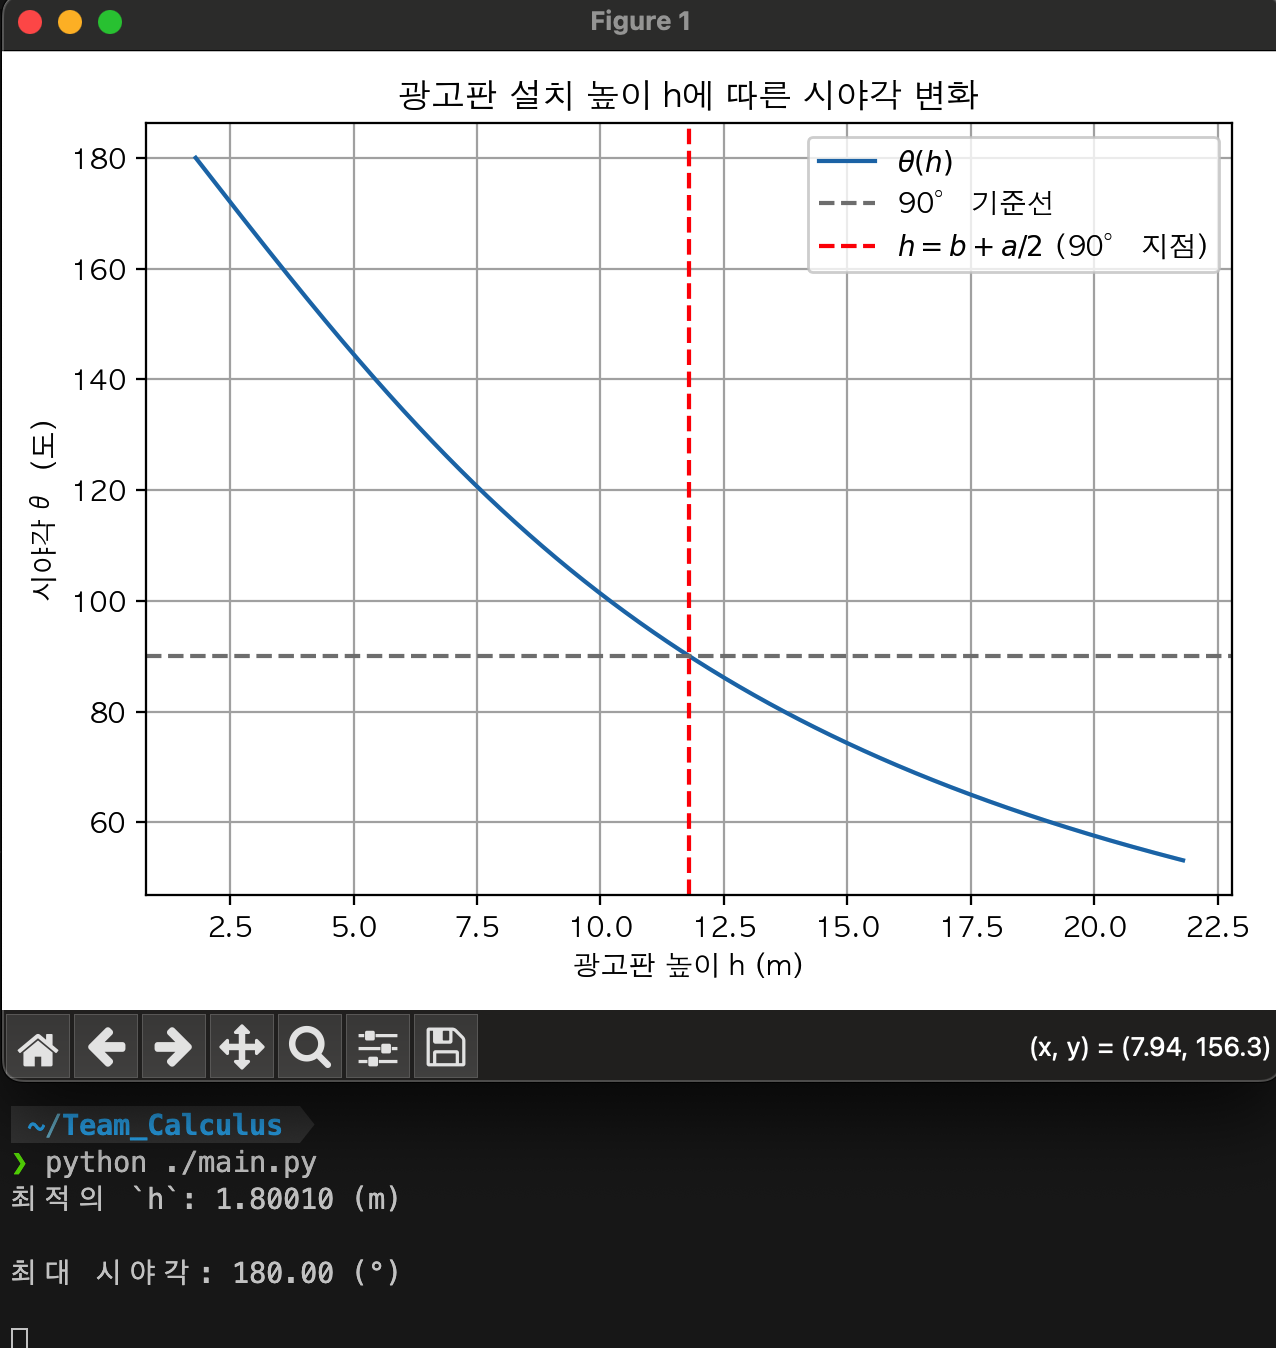 Figure 1
광고판 설치 높이 h에 따른 시야각 변화
θ(h)
90° 기준선
h = b + a/2 (90° 지점)
시야각 θ (도)
180
160
140
120
100
80
60
2.5 5.0 7.5 10.0 12.5 15.0 17.5 20.0 22.5
광고판 높이 h (m)
(x, y) = (7.94, 156.3)
~/Team_Calculus
❯ python ./main.py
최적의 `h`: 1.80010 (m)
최대 시야각: 180.00 (°)